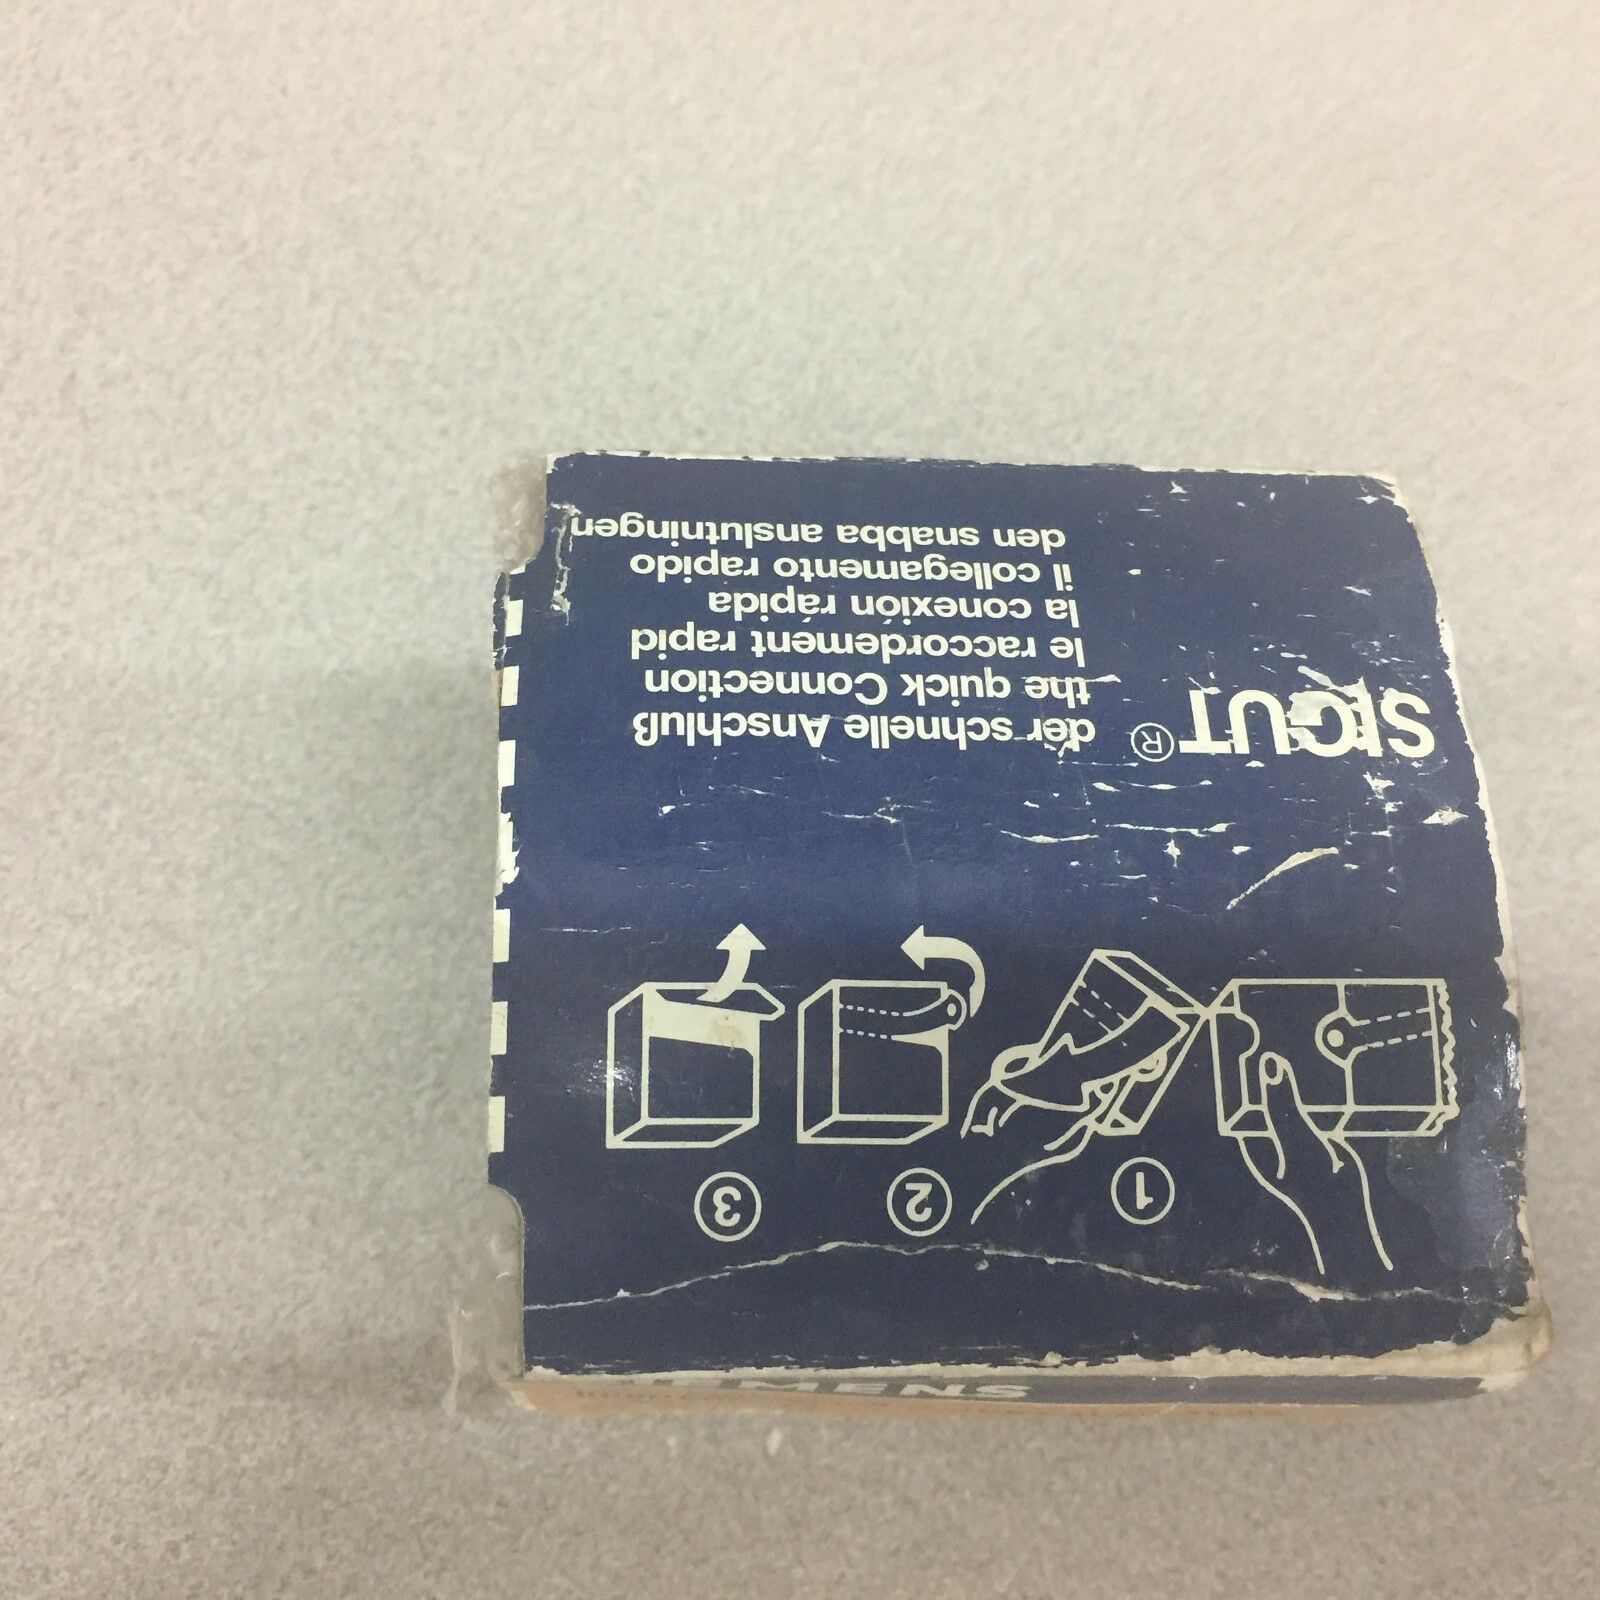 1
2
3
SIGUT®
der schnelle Anschluß
the quick Connection
le raccordement rapid
la conexión rápida
il collegamento rapido
den snabba anslutningen